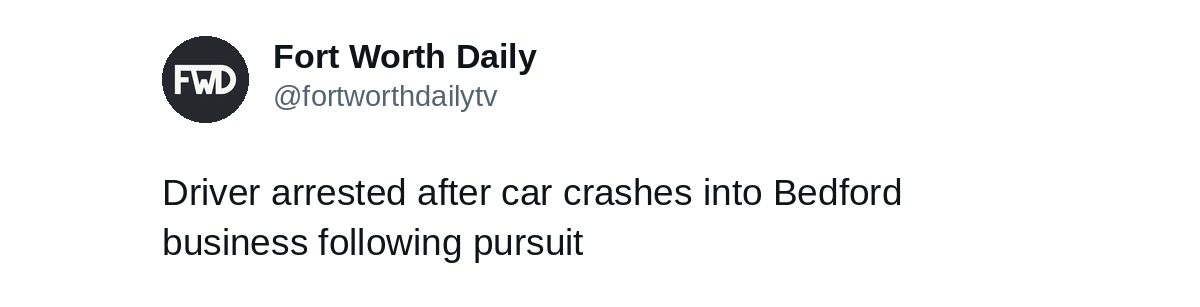 FWD
Fort Worth Daily
@fortworthdailytv
Driver arrested after car crashes into Bedford
business following pursuit